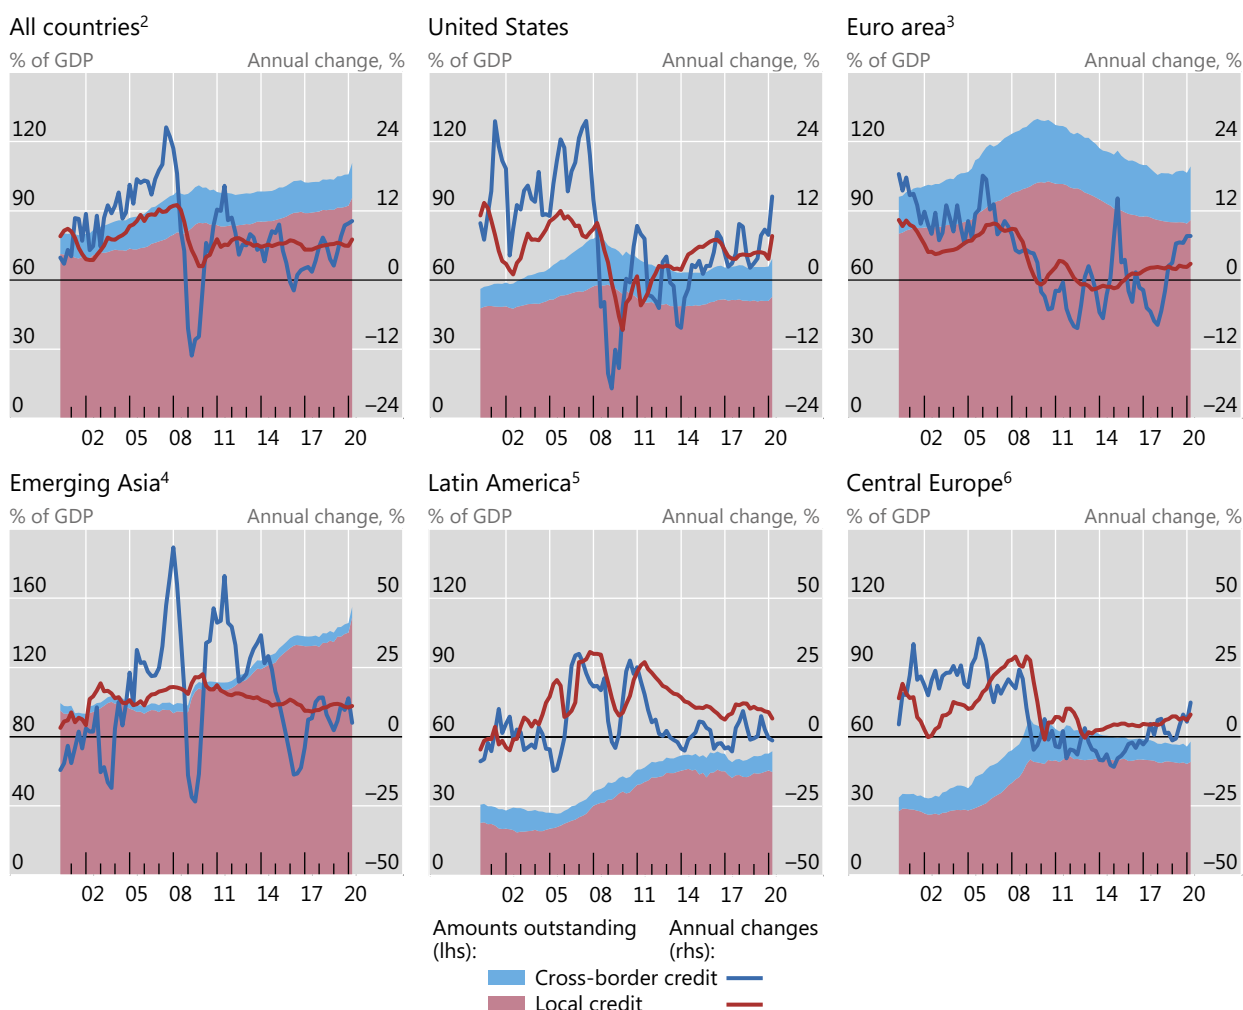 All countries2 United States Euro area3
% of GDP Annual change, % % of GDP Annual change, % % of GDP Annual change, %
120 24 120 24 120 24
90 12 90 12 90 12
60 0 60 0 60 0
30 –12 30 –12 30 –12
0 –24 0 –24 0 –24
02 05 08 11 14 17 20 02 05 08 11 14 17 20 02 05 08 11 14 17 20
Emerging Asia4 Latin America5 Central Europe6
% of GDP Annual change, % % of GDP Annual change, % % of GDP Annual change, %
160 50 120 50 120 50
120 25 90 25 90 25
80 0 60 0 60 0
40 –25 30 –25 30 –25
0 –50 0 –50 0 –50
02 05 08 11 14 17 20 02 05 08 11 14 17 20 02 05 08 11 14 17 20
Amounts outstanding Annual changes
(lhs): (rhs):
Cross-border credit
Local credit